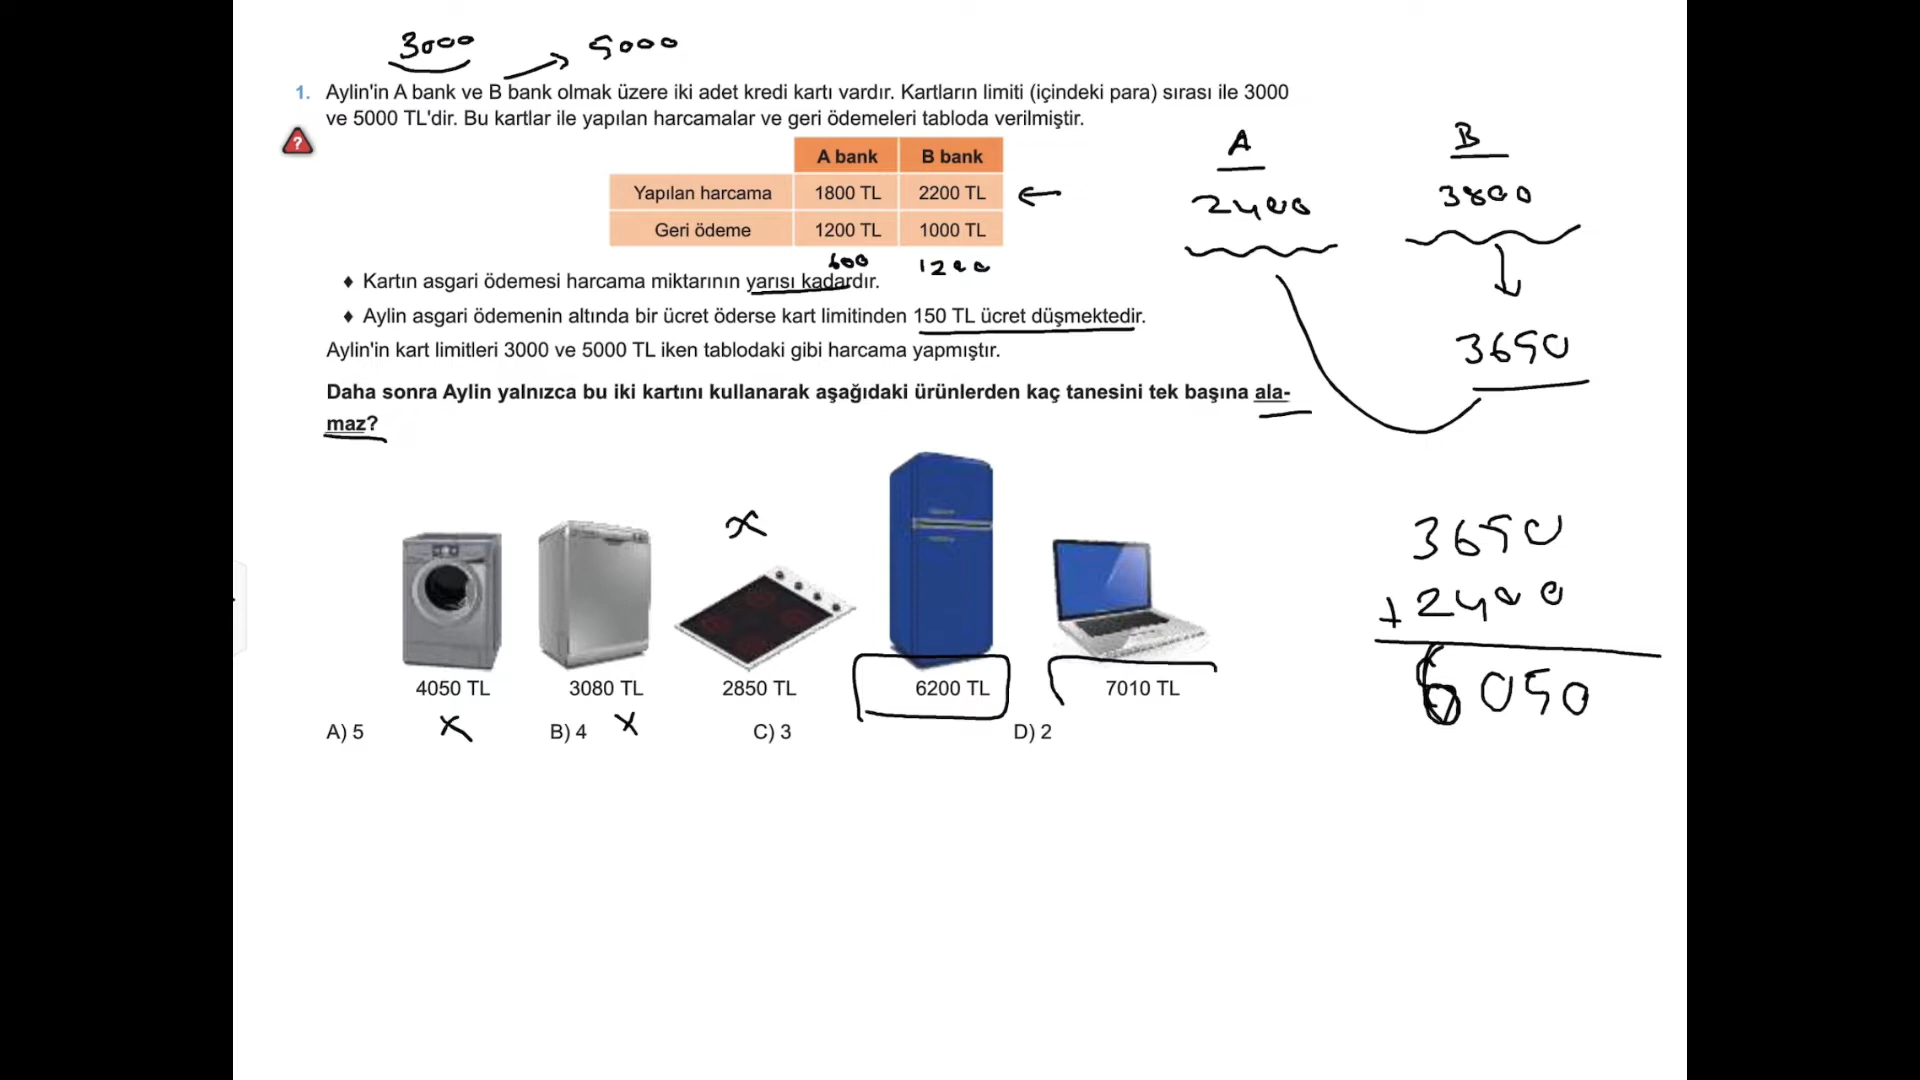 3000 5000
1. Aylin'in A bank ve B bank olmak üzere iki adet kredi kartı vardır. Kartların limiti (içindeki para) sırası ile 3000
ve 5000 TL'dir. Bu kartlar ile yapılan harcamalar ve geri ödemeleri tabloda verilmiştir.
?
A bank B bank
Yapılan harcama 1800 TL 2200 TL
Geri ödeme 1200 TL 1000 TL
600 1200
♦ Kartın asgari ödemesi harcama miktarının yarısı kadardır.
♦ Aylin asgari ödemenin altında bir ücret öderse kart limitinden 150 TL ücret düşmektedir.
Aylin'in kart limitleri 3000 ve 5000 TL iken tablodaki gibi harcama yapmıştır.
Daha sonra Aylin yalnızca bu iki kartını kullanarak aşağıdaki ürünlerden kaç tanesini tek başına ala-
maz?
x
4050 TL 3080 TL 2850 TL 6200 TL 7010 TL
A) 5 x B) 4 x C) 3 D) 2
A B
2400 3800
3650
3650
+ 2400
6050